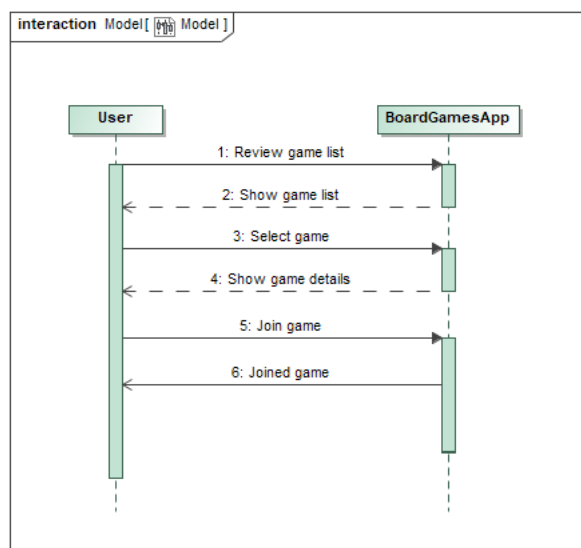 interaction Model[ Model ]
User
BoardGamesApp
1: Review game list
2: Show game list
3: Select game
4: Show game details
5: Join game
6: Joined game